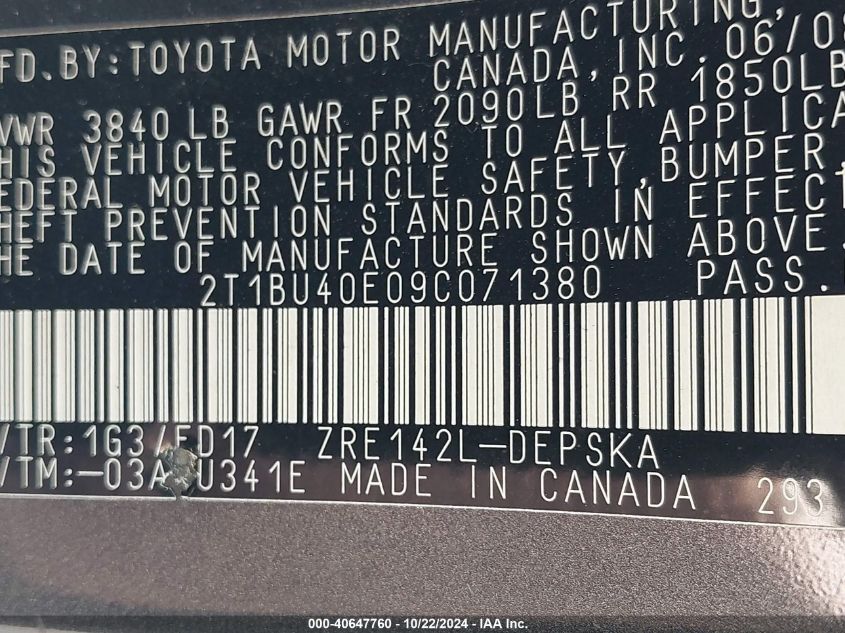 FD. BY: TOYOTA MOTOR MANUFACTURING,
CANADA, INC. 06/08
VWR 3840 LB GAWR FR 2090LB RR 1850LB
HIS VEHICLE CONFORMS TO ALL APPLICA
EDERAL MOTOR VEHICLE SAFETY, BUMPER,
HEFT PREVENTION STANDARDS IN EFFECT
HE DATE OF MANUFACTURE SHOWN ABOVE.
2T1BU40E09C071380 PASS.
/TR: 1G3/FD17 ZRE142L-DEPSKA
/TM:-03A U341E MADE IN CANADA 293
000-40647760 - 10/22/2024 - IAA Inc.